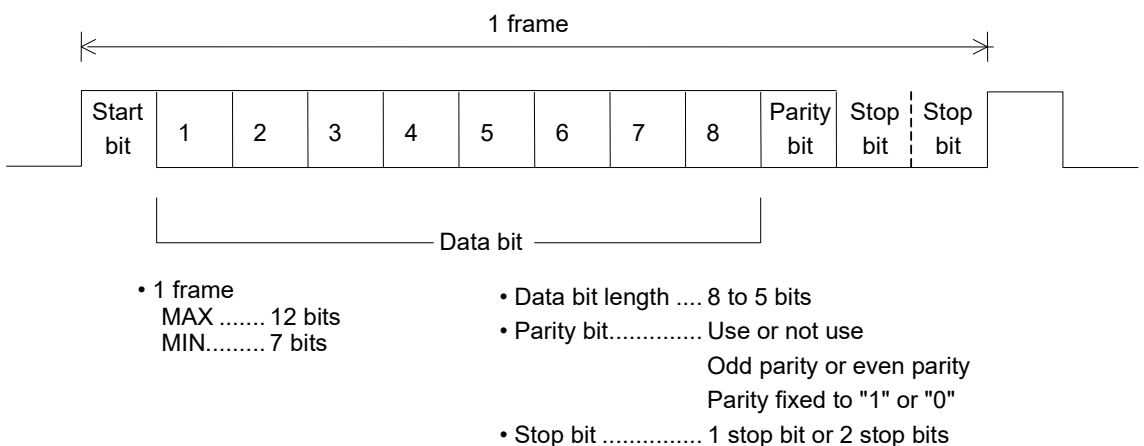 1 frame
Start bit 1 2 3 4 5 6 7 8 Parity bit Stop bit Stop bit
Data bit
• 1 frame
MAX ....... 12 bits
MIN......... 7 bits
• Data bit length .... 8 to 5 bits
• Parity bit.............. Use or not use
Odd parity or even parity
Parity fixed to "1" or "0"
• Stop bit ............... 1 stop bit or 2 stop bits